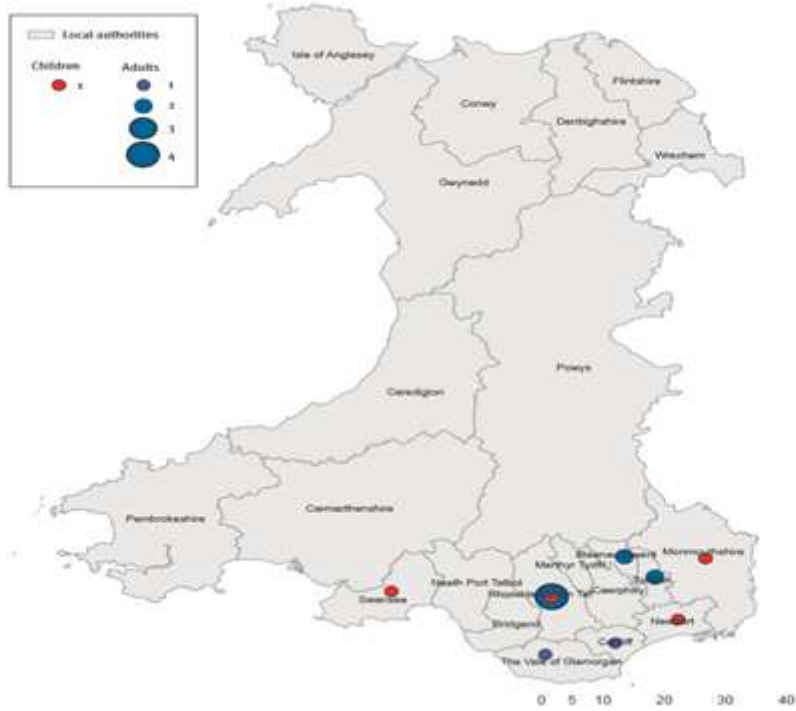 Local authorities
Children Adults
1 1
2
3
4
Isle of Anglesey
Flintshire
Conwy
Denbighshire
Wrexham
Gwynedd
Powys
Ceredigion
Pembrokeshire
Carmarthenshire
Monmouthshire
Merthyr Tydfil
Neath Port Talbot
Swansea
Caerphilly
Newport
Bridgend
Cardiff
The Vale of Glamorgan
0 5 10 20 30 40